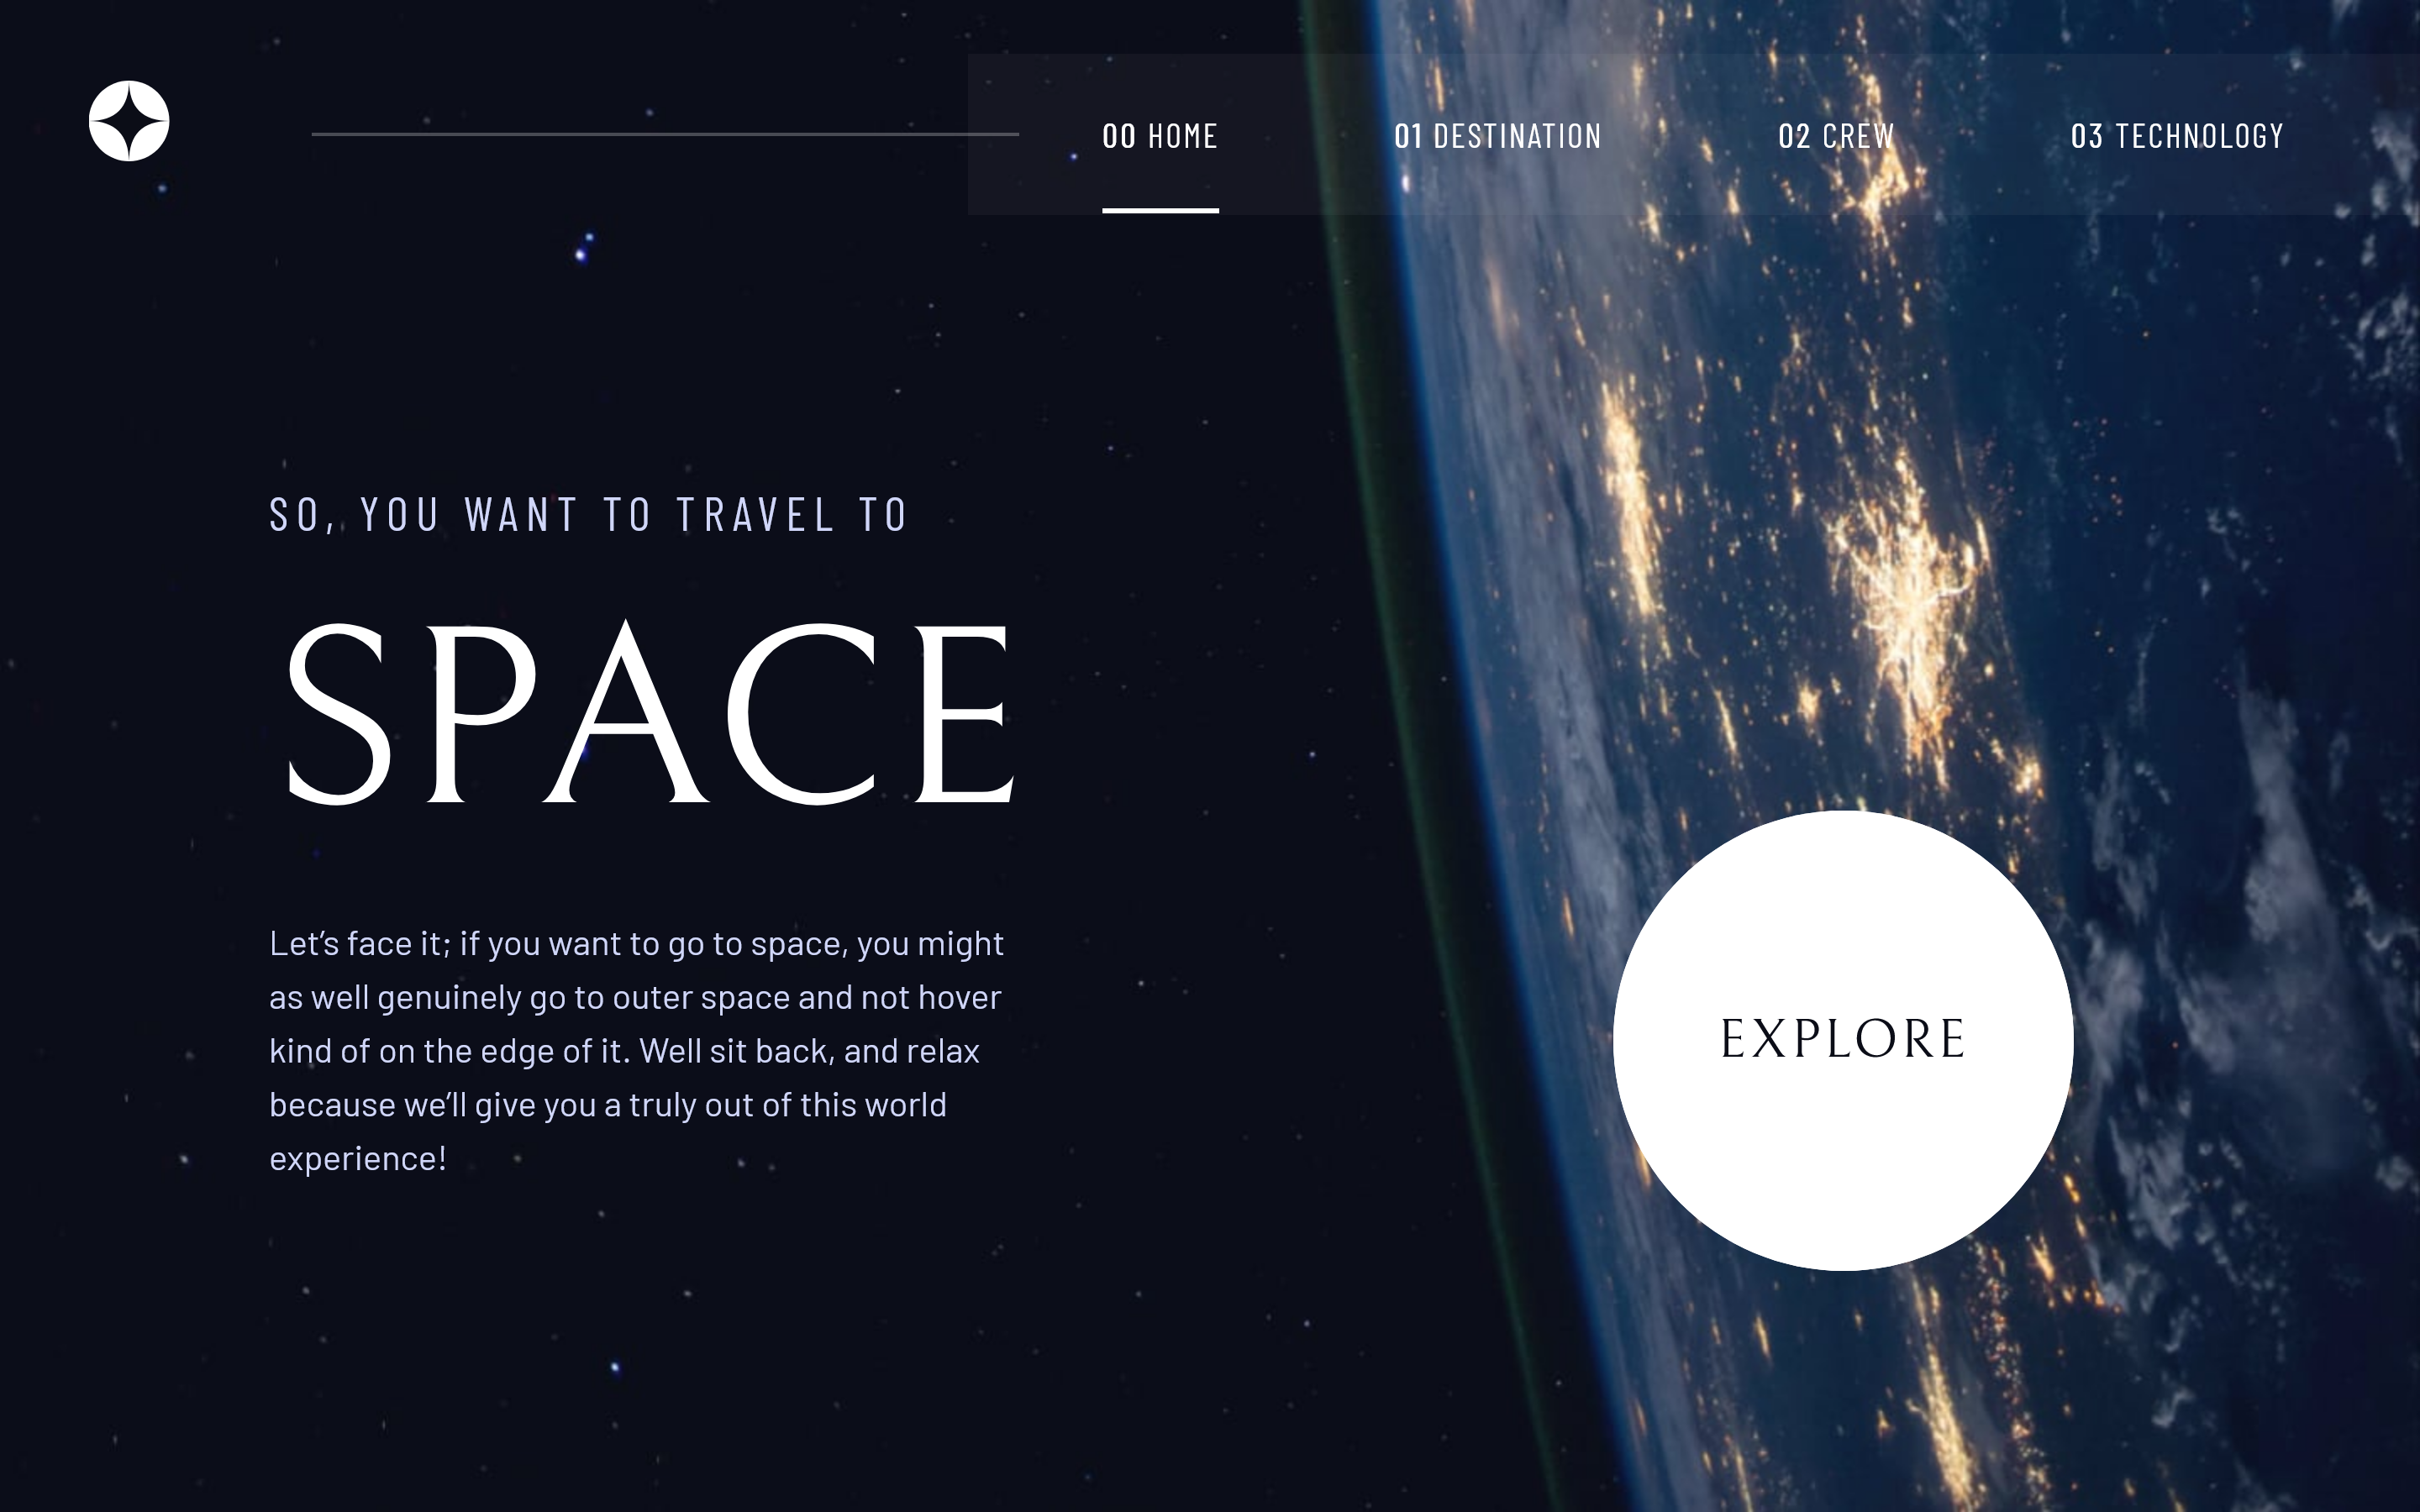 00 HOME 01 DESTINATION 02 CREW 03 TECHNOLOGY
SO, YOU WANT TO TRAVEL TO
SPACE
Let’s face it; if you want to go to space, you might
as well genuinely go to outer space and not hover
kind of on the edge of it. Well sit back, and relax
because we’ll give you a truly out of this world
experience!
EXPLORE